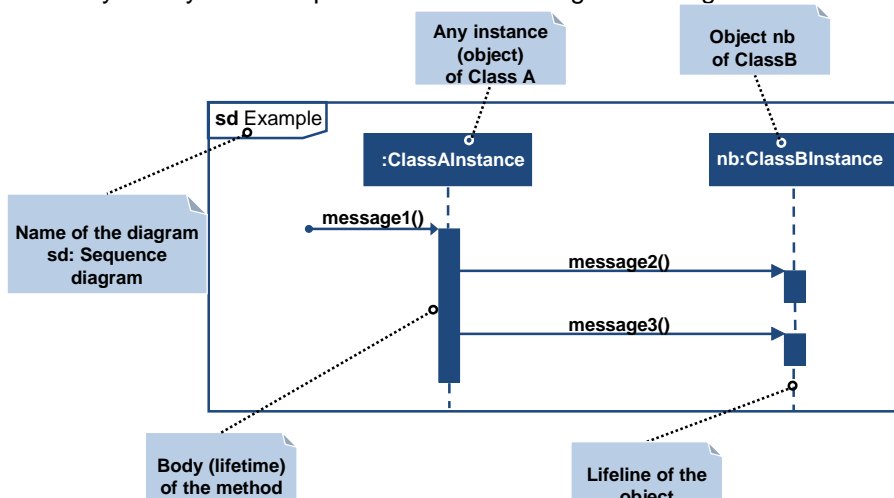 Any instance
(object)
of Class A
Object nb
of ClassB
sd Example
:ClassAInstance
nb:ClassBInstance
message1()
Name of the diagram
sd: Sequence
diagram
message2()
message3()
Body (lifetime)
of the method
Lifeline of the
object